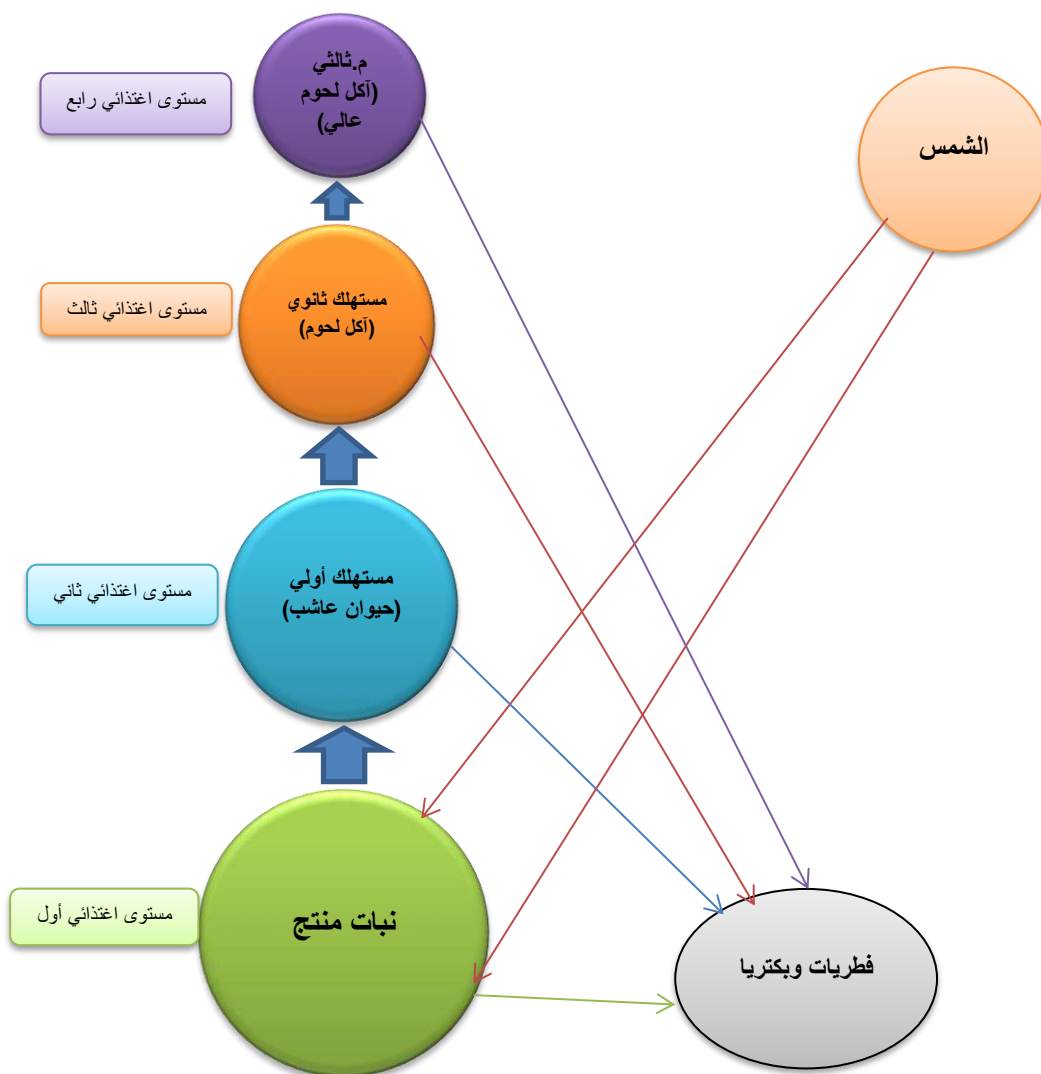 م.ثالثي
(آكل لحوم
عالي)
مستوى اغتذائي رابع
الشمس
مستهلك ثانوي
(آكل لحوم)
مستوى اغتذائي ثالث
مستهلك أولي
(حيوان عاشب)
مستوى اغتذائي ثاني
نبات منتج
مستوى اغتذائي أول
فطريات وبكتريا